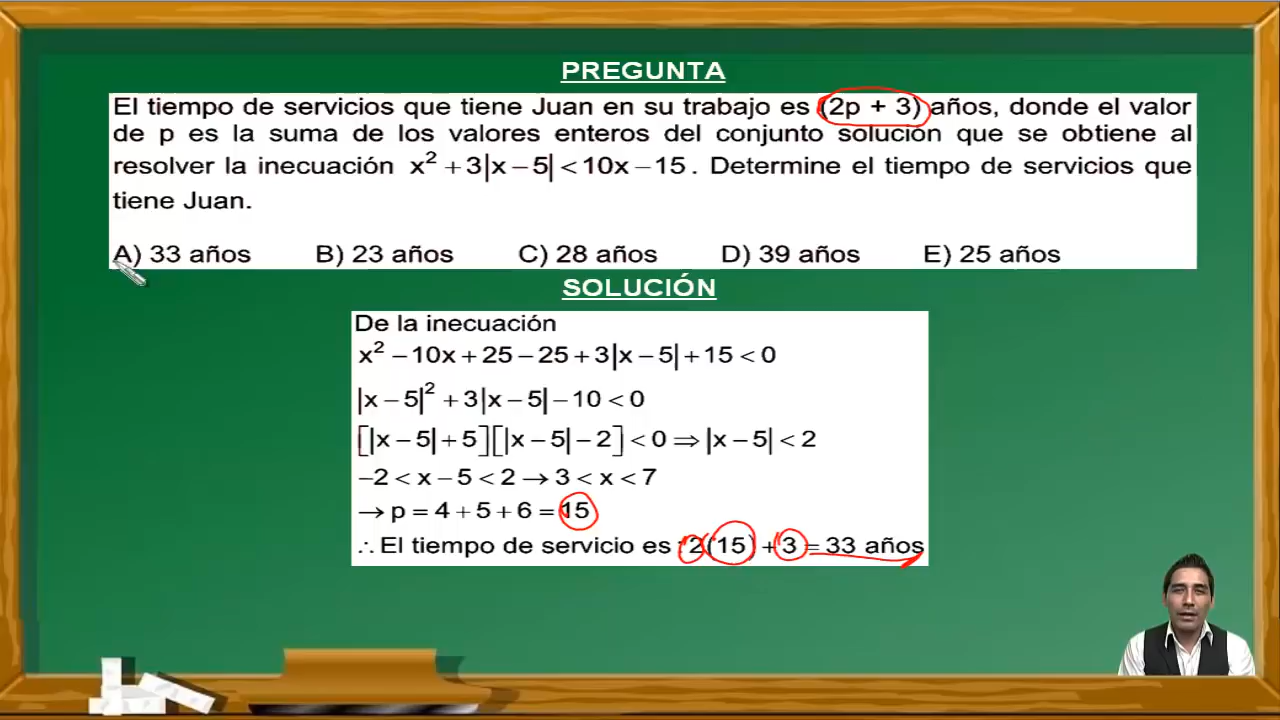 PREGUNTA
El tiempo de servicios que tiene Juan en su trabajo es (2p + 3) años, donde el valor
de p es la suma de los valores enteros del conjunto solución que se obtiene al
resolver la inecuación x² + 3|x − 5| < 10x − 15. Determine el tiempo de servicios que
tiene Juan.
A) 33 años B) 23 años C) 28 años D) 39 años E) 25 años
SOLUCIÓN
De la inecuación
x² − 10x + 25 − 25 + 3|x − 5| + 15 < 0
|x − 5|² + 3|x − 5| − 10 < 0
[|x − 5| + 5][|x − 5| − 2] < 0 ⇒ |x − 5| < 2
−2 < x − 5 < 2 → 3 < x < 7
→ p = 4 + 5 + 6 = 15
∴ El tiempo de servicio es 2(15) + 3 = 33 años